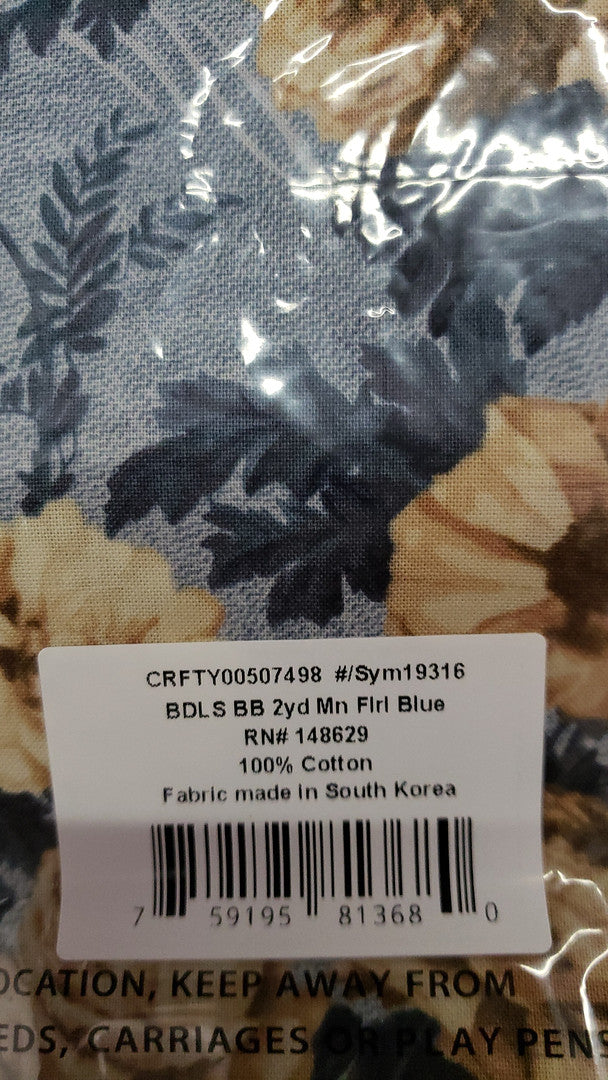 CRFTY00507498 #/Sym19316
BDLS BB 2yd Mn Flrl Blue
RN# 148629
100% Cotton
Fabric made in South Korea
7 59195 81368 0
OCATION, KEEP AWAY FROM
EDS, CARRIAGES OR PLAY PENS